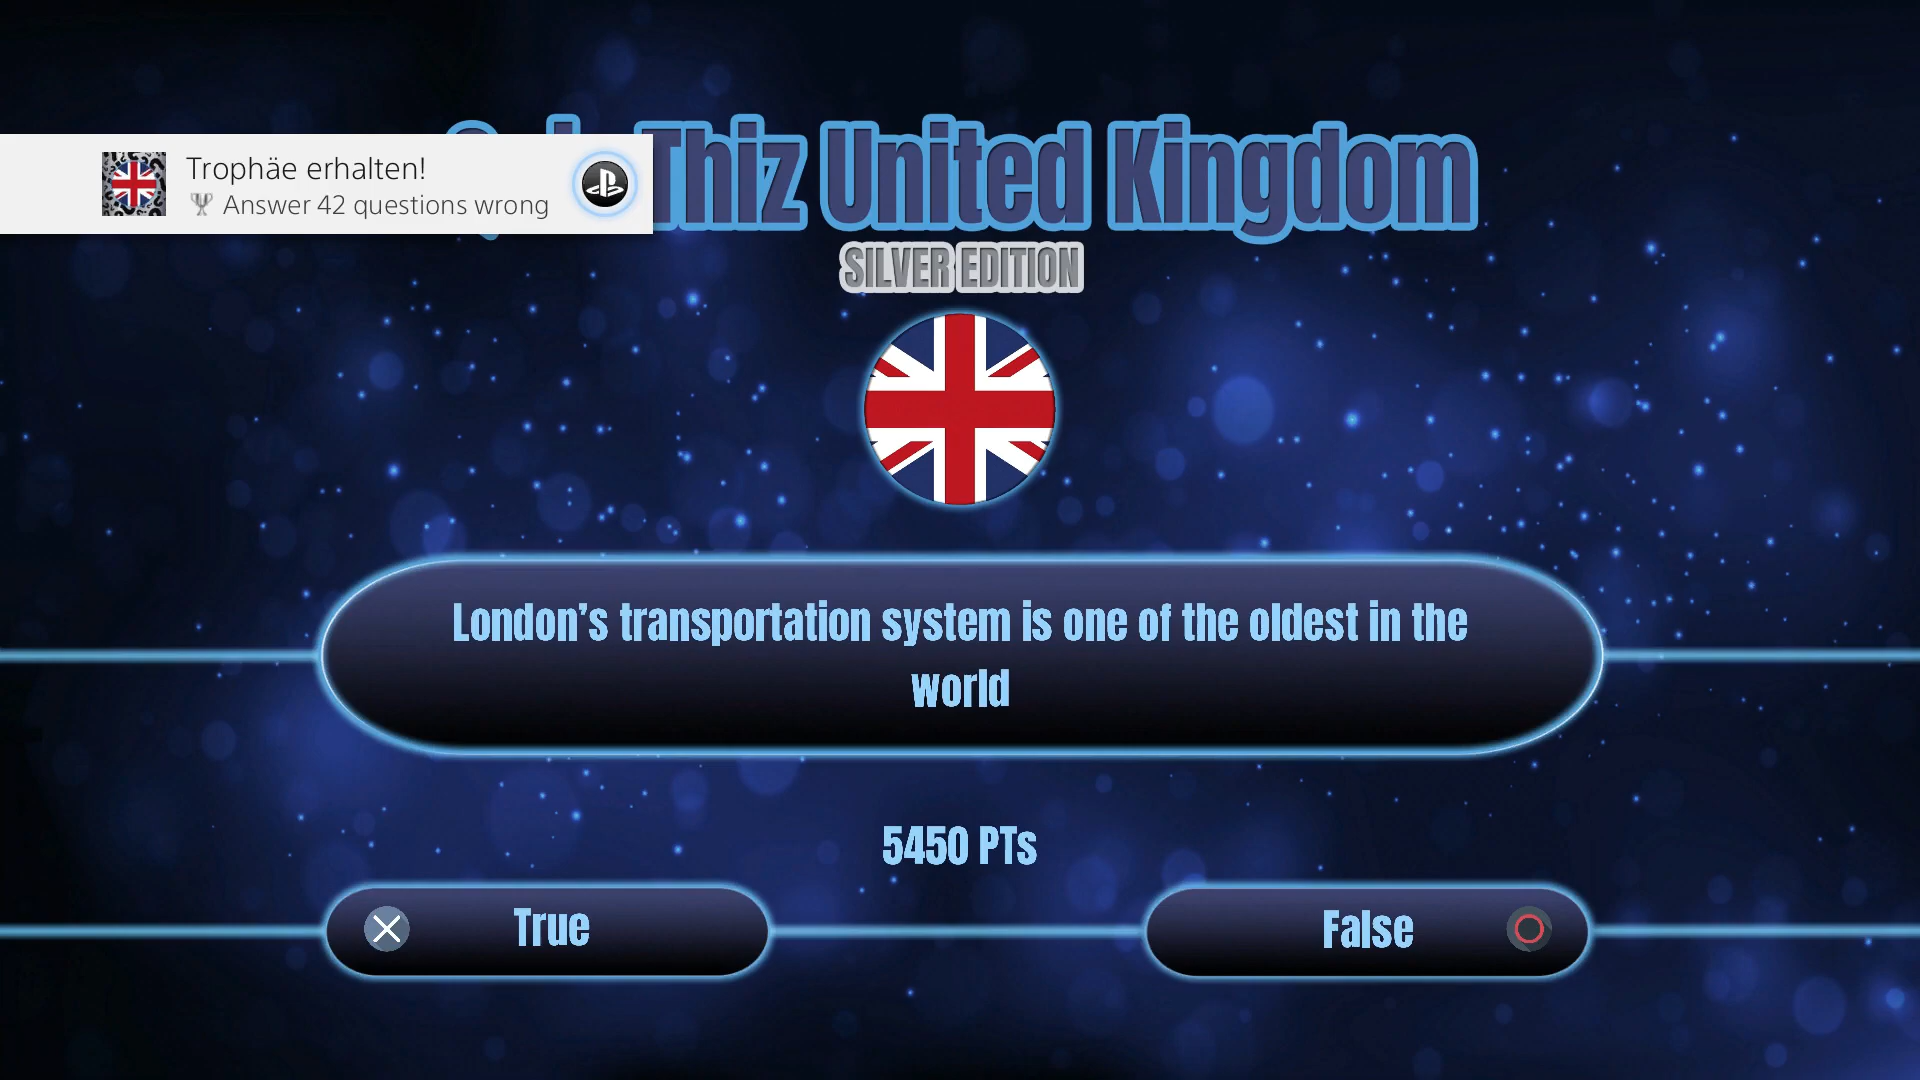 Trophäe erhalten!
Answer 42 questions wrong
Thiz United Kingdom
SILVER EDITION
London’s transportation system is one of the oldest in the
world
5450 PTs
True
False